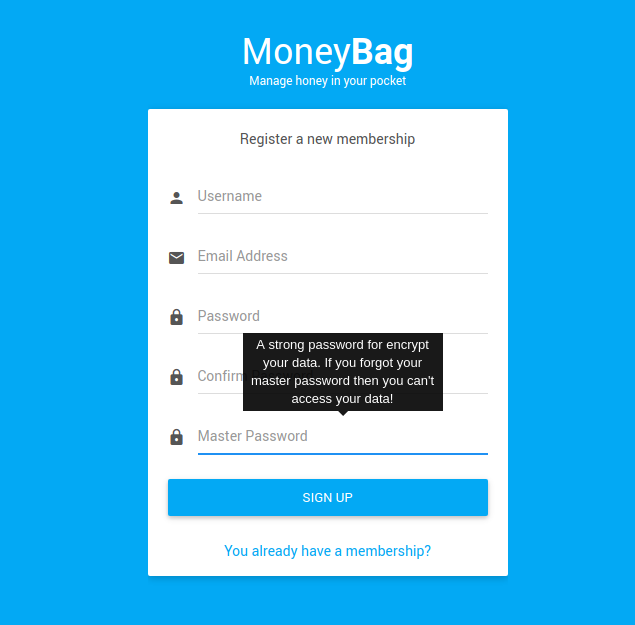 MoneyBag
Manage honey in your pocket
Register a new membership
Username
Email Address
Password
A strong password for encrypt
your data. If you forgot your
master password then you can't
access your data!
Confirm Password
Master Password
SIGN UP
You already have a membership?